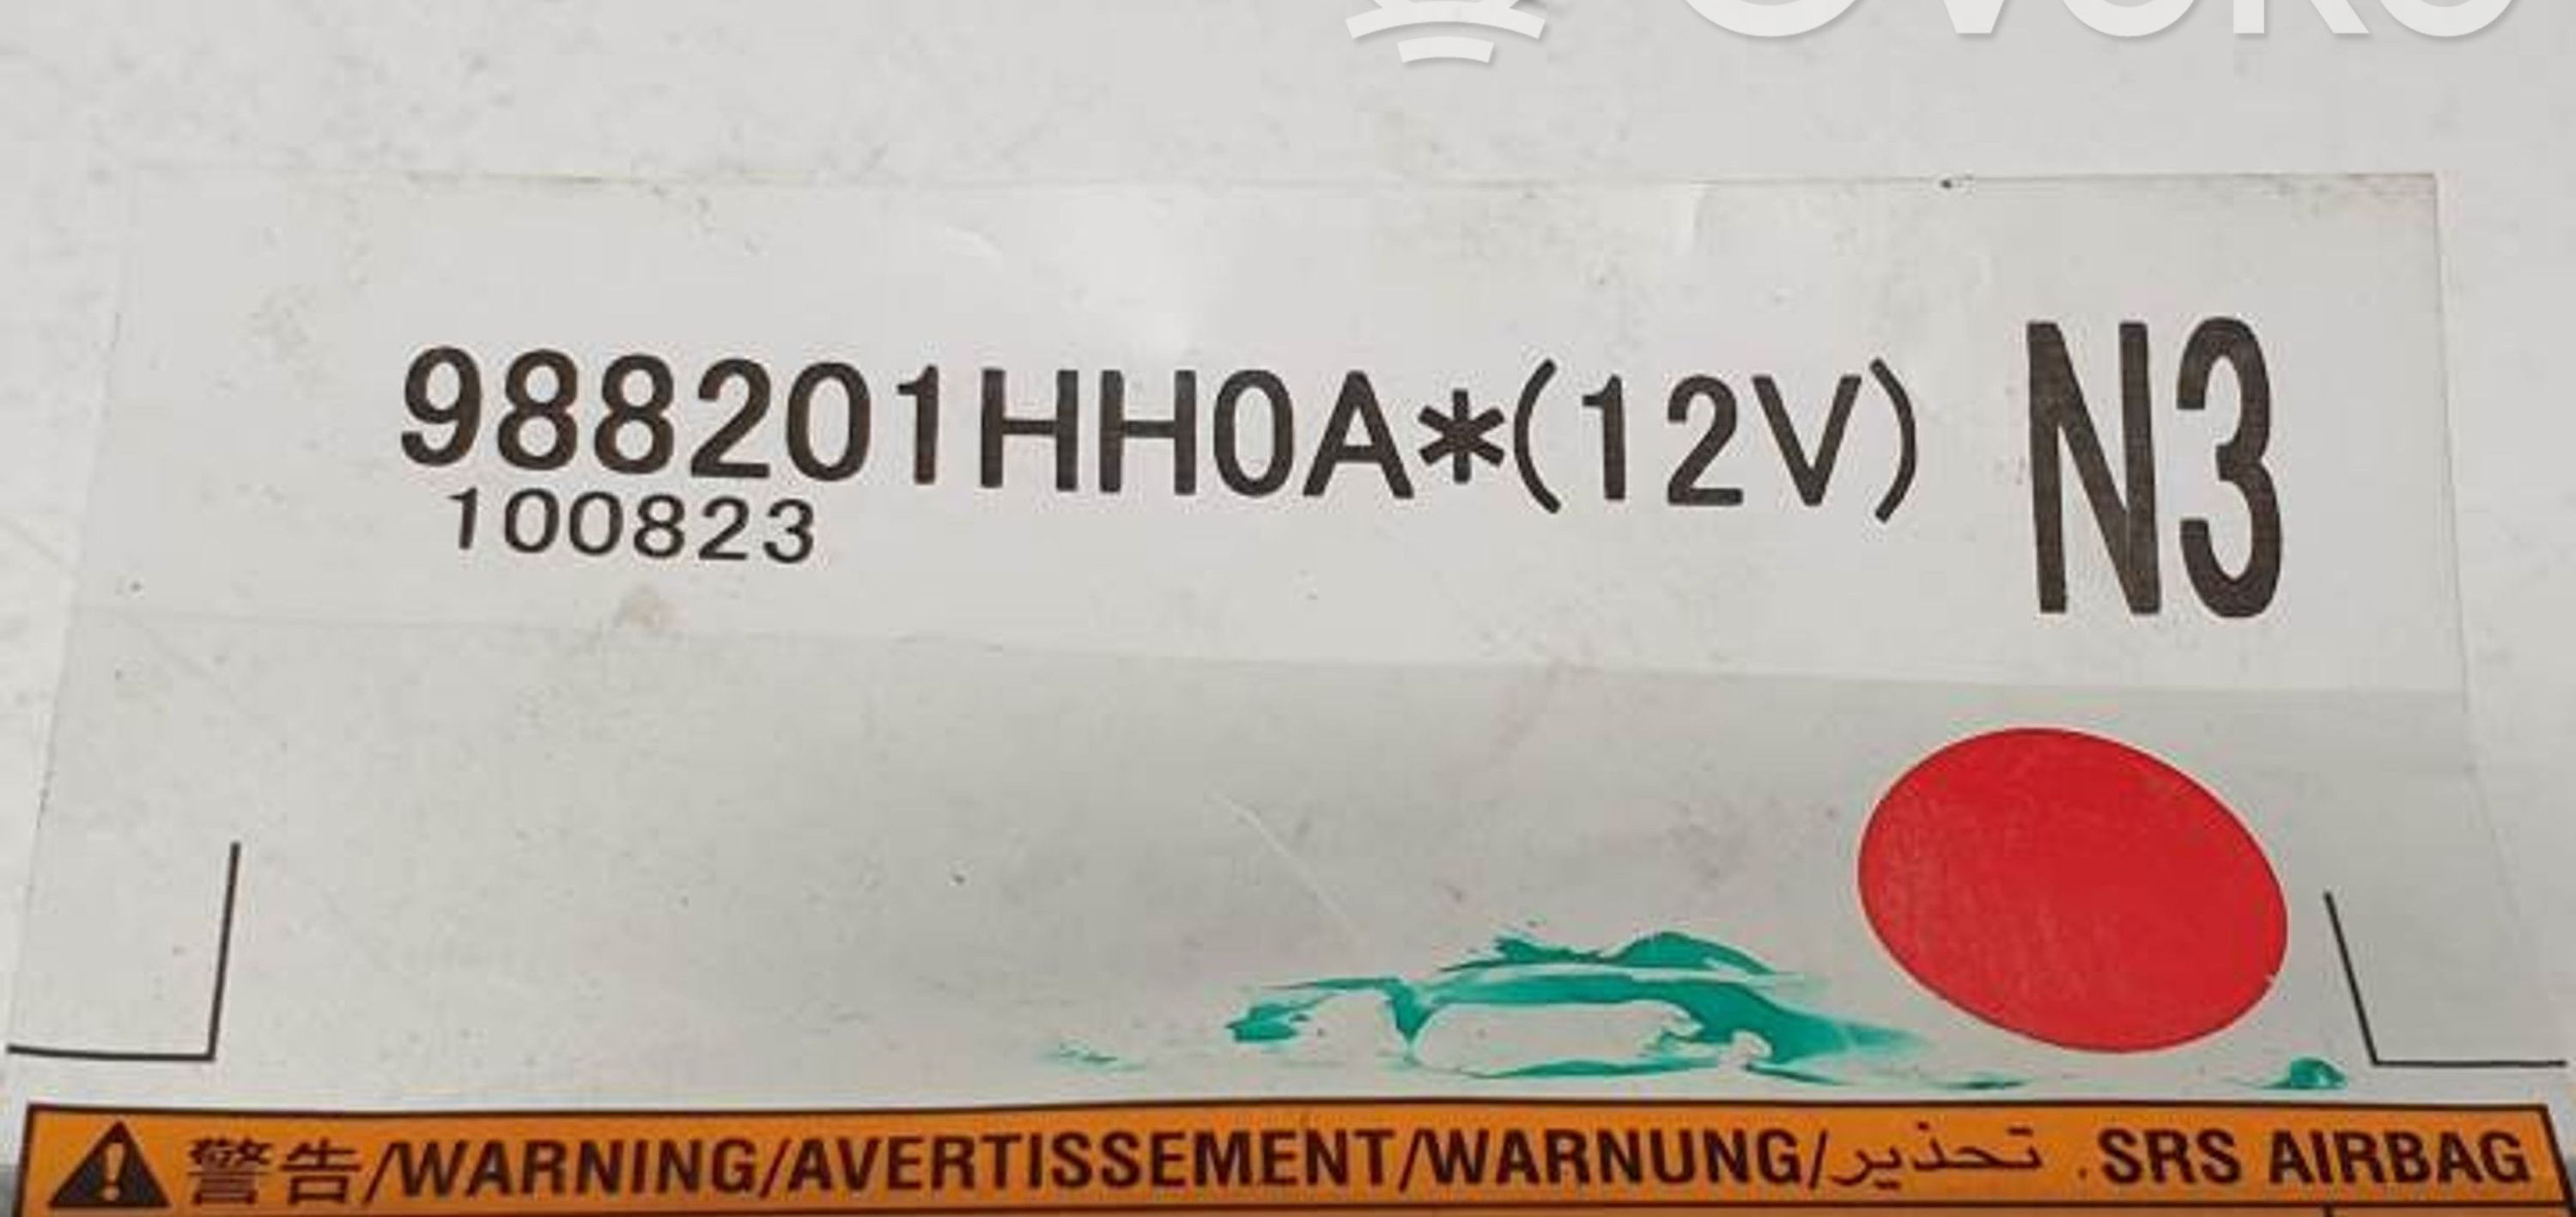 988201HH0A*(12V) N3
100823
警告/WARNING/AVERTISSEMENT/WARNUNG/تحذير . SRS AIRBAG